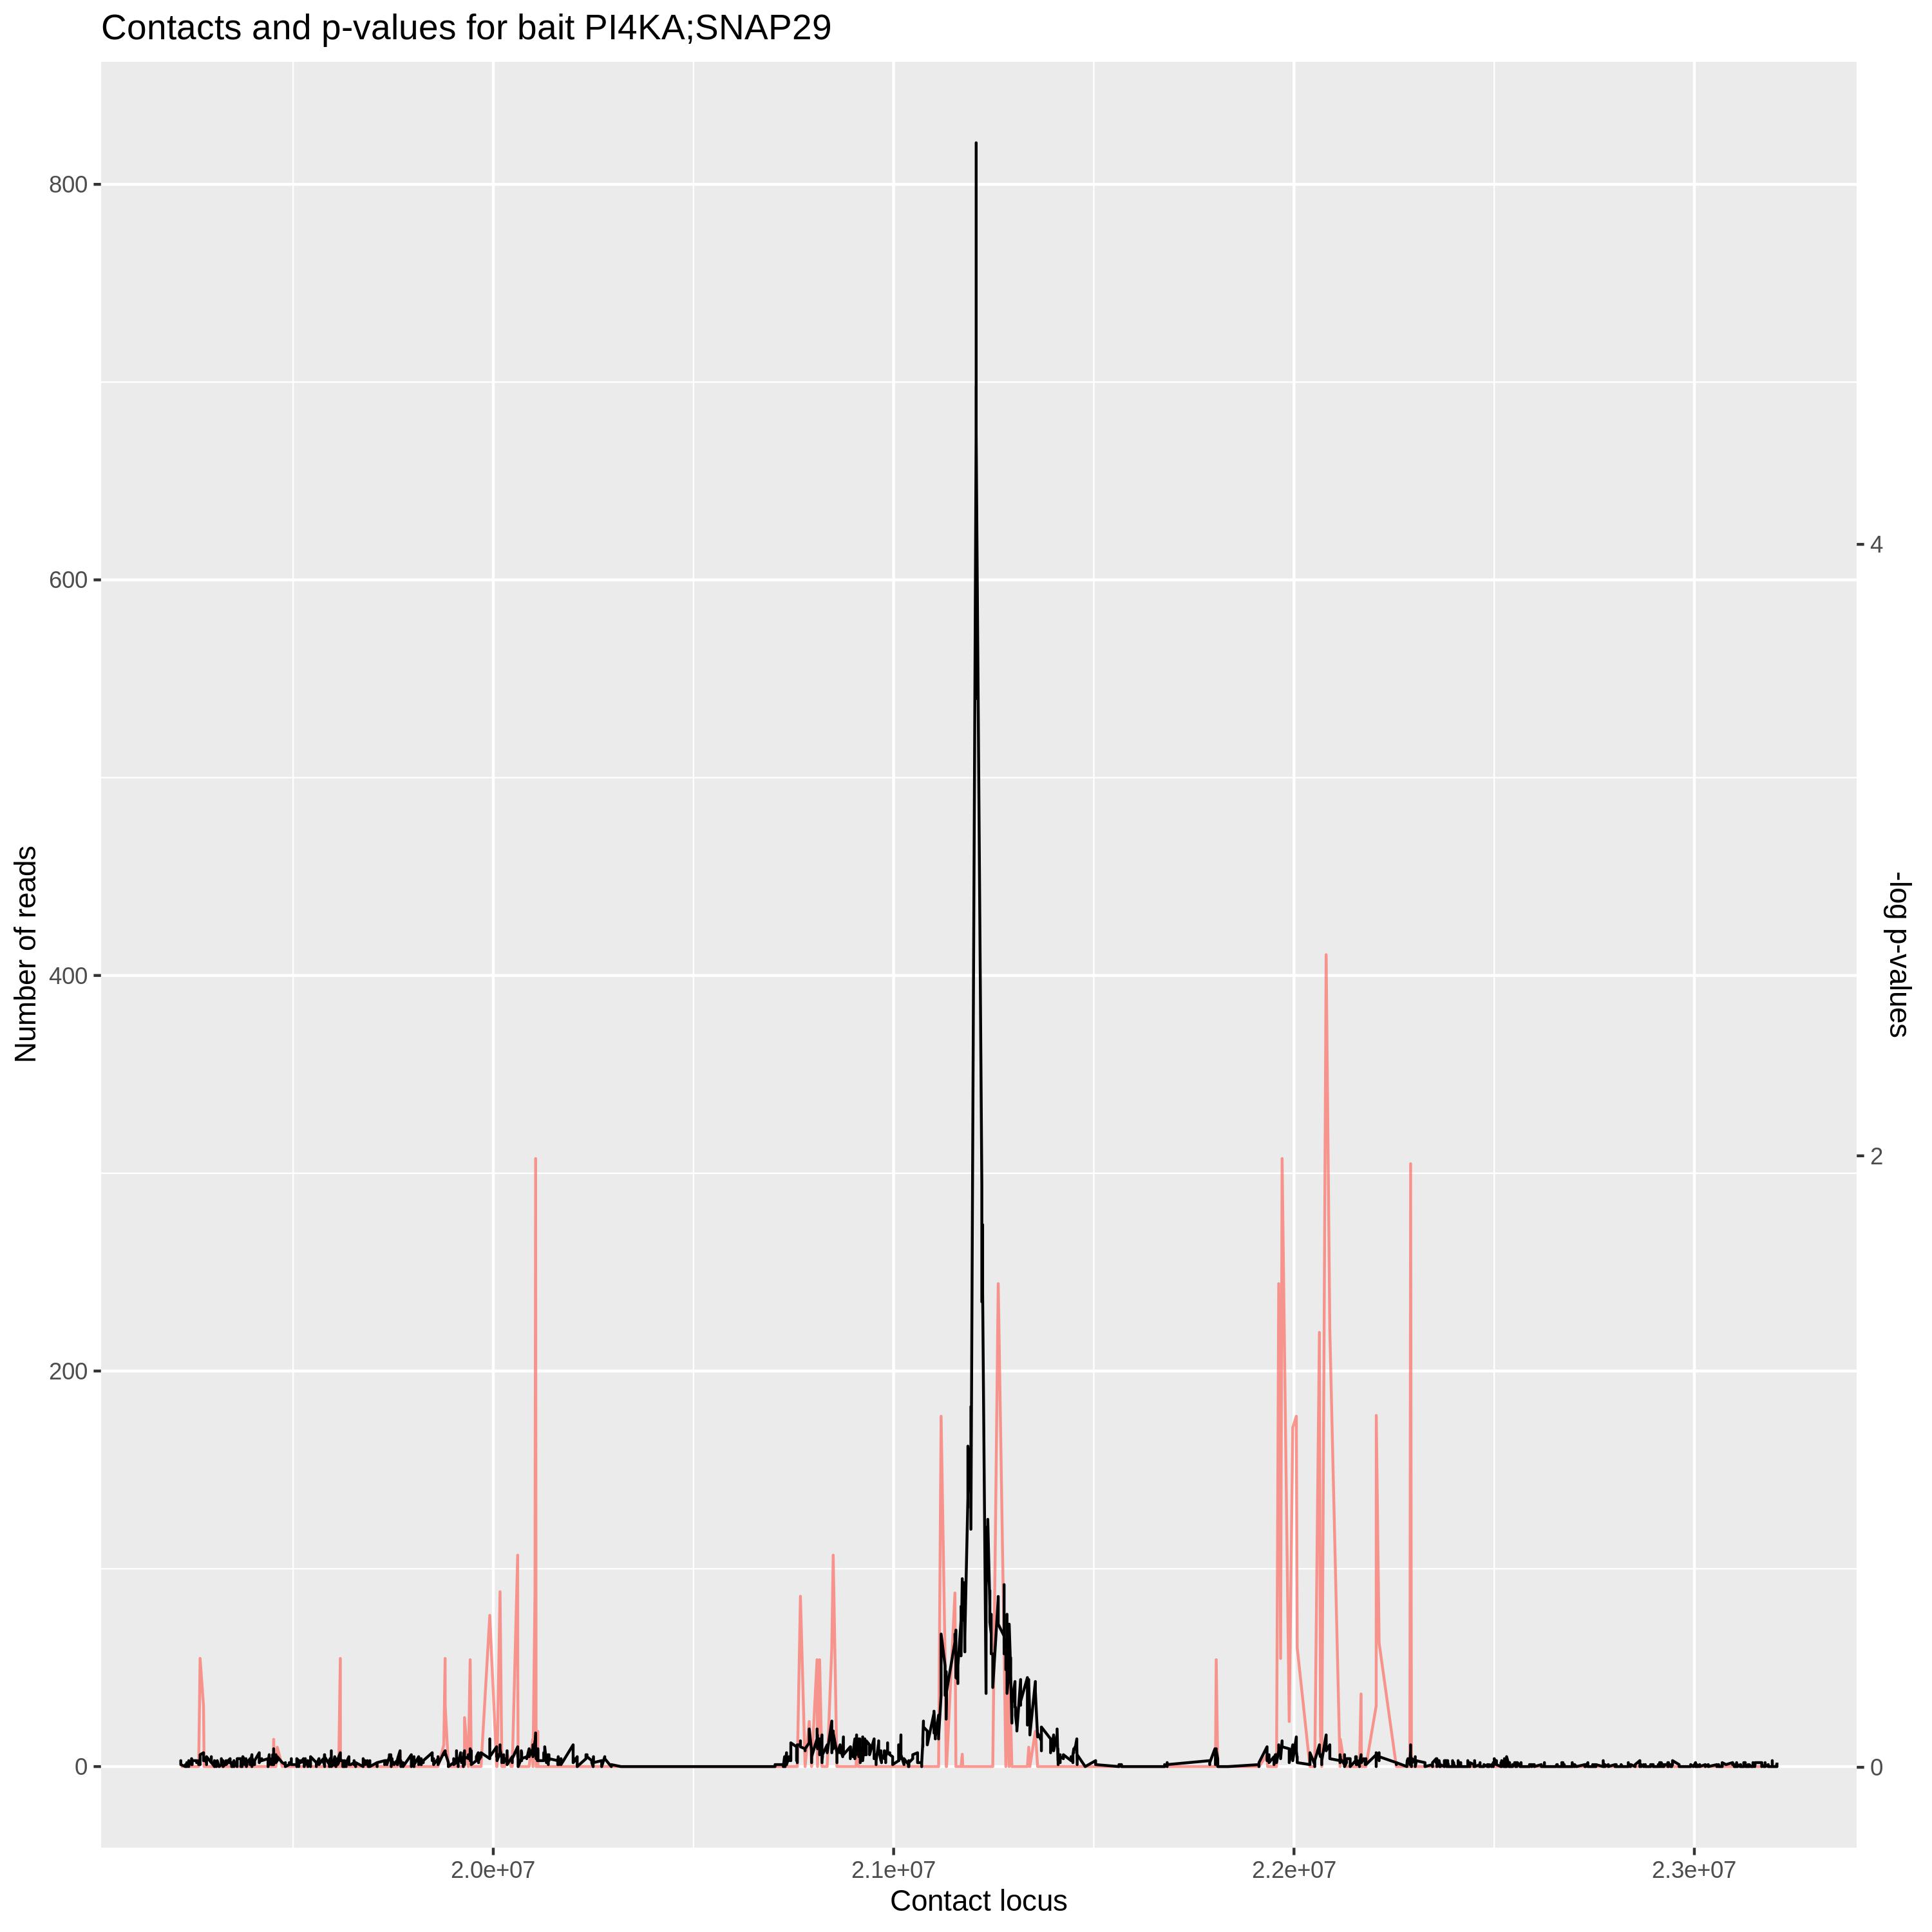 Contacts and p-values for bait PI4KA;SNAP29
800
600
400
200
0
Number of reads
4
2
0
-log p-values
2.0e+07
2.1e+07
2.2e+07
2.3e+07
Contact locus